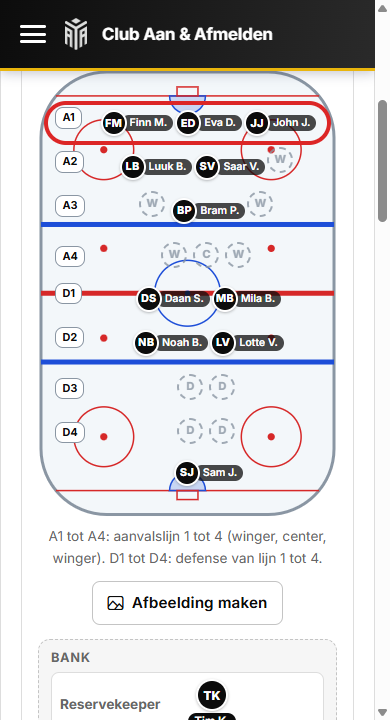 Club Aan & Afmelden
A1 FM Finn M. ED Eva D. JJ John J.
A2 LB Luuk B. SV Saar V. W
A3 W BP Bram P. W
A4 W C W
D1 DS Daan S. MB Mila B.
D2 NB Noah B. LV Lotte V.
D3 D D
D4 D D
SJ Sam J.
A1 tot A4: aanvalslijn 1 tot 4 (winger, center,
winger). D1 tot D4: defense van lijn 1 tot 4.
Afbeelding maken
BANK
Reservekeeper TK
Tim K.